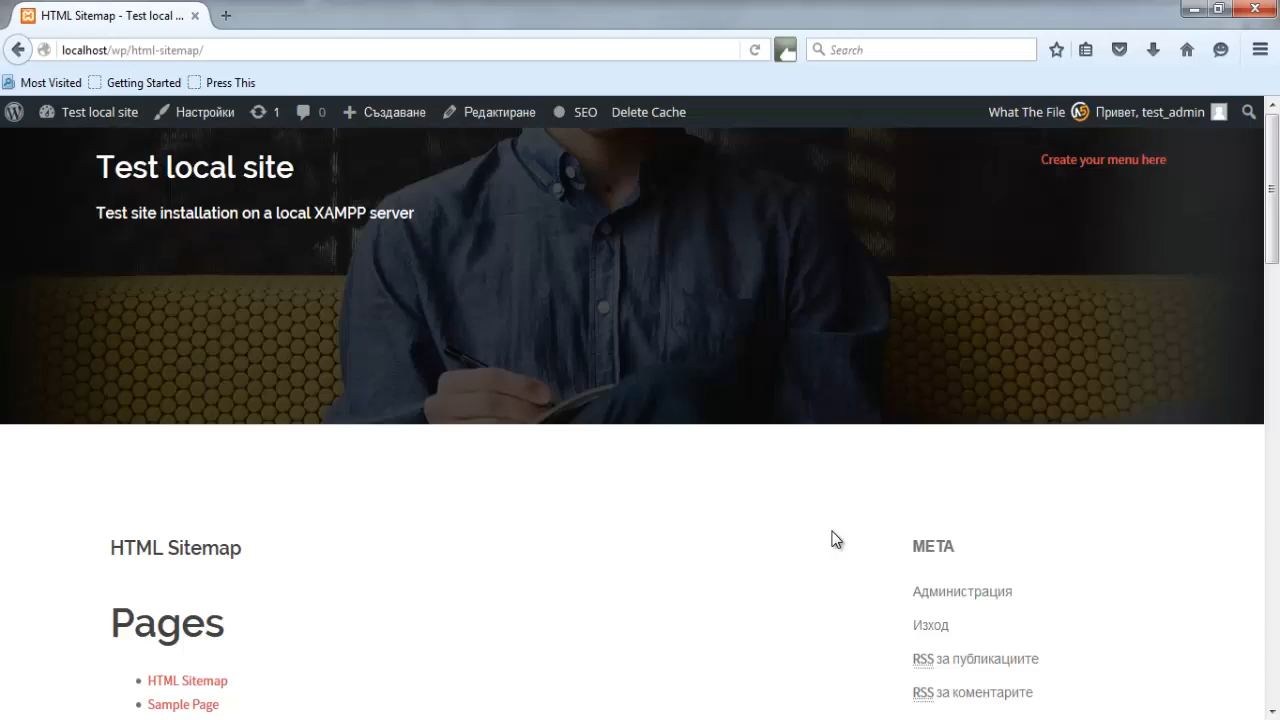 HTML Sitemap - Test local ...
localhost/wp/html-sitemap/
Search
Most Visited Getting Started Press This
Test local site Настройки 1 0 Създаване Редактиране SEO Delete Cache What The File Привет, test_admin
Test local site
Create your menu here
Test site installation on a local XAMPP server
HTML Sitemap
META
Администрация
Pages
Изход
RSS за публикациите
HTML Sitemap
RSS за коментарите
Sample Page